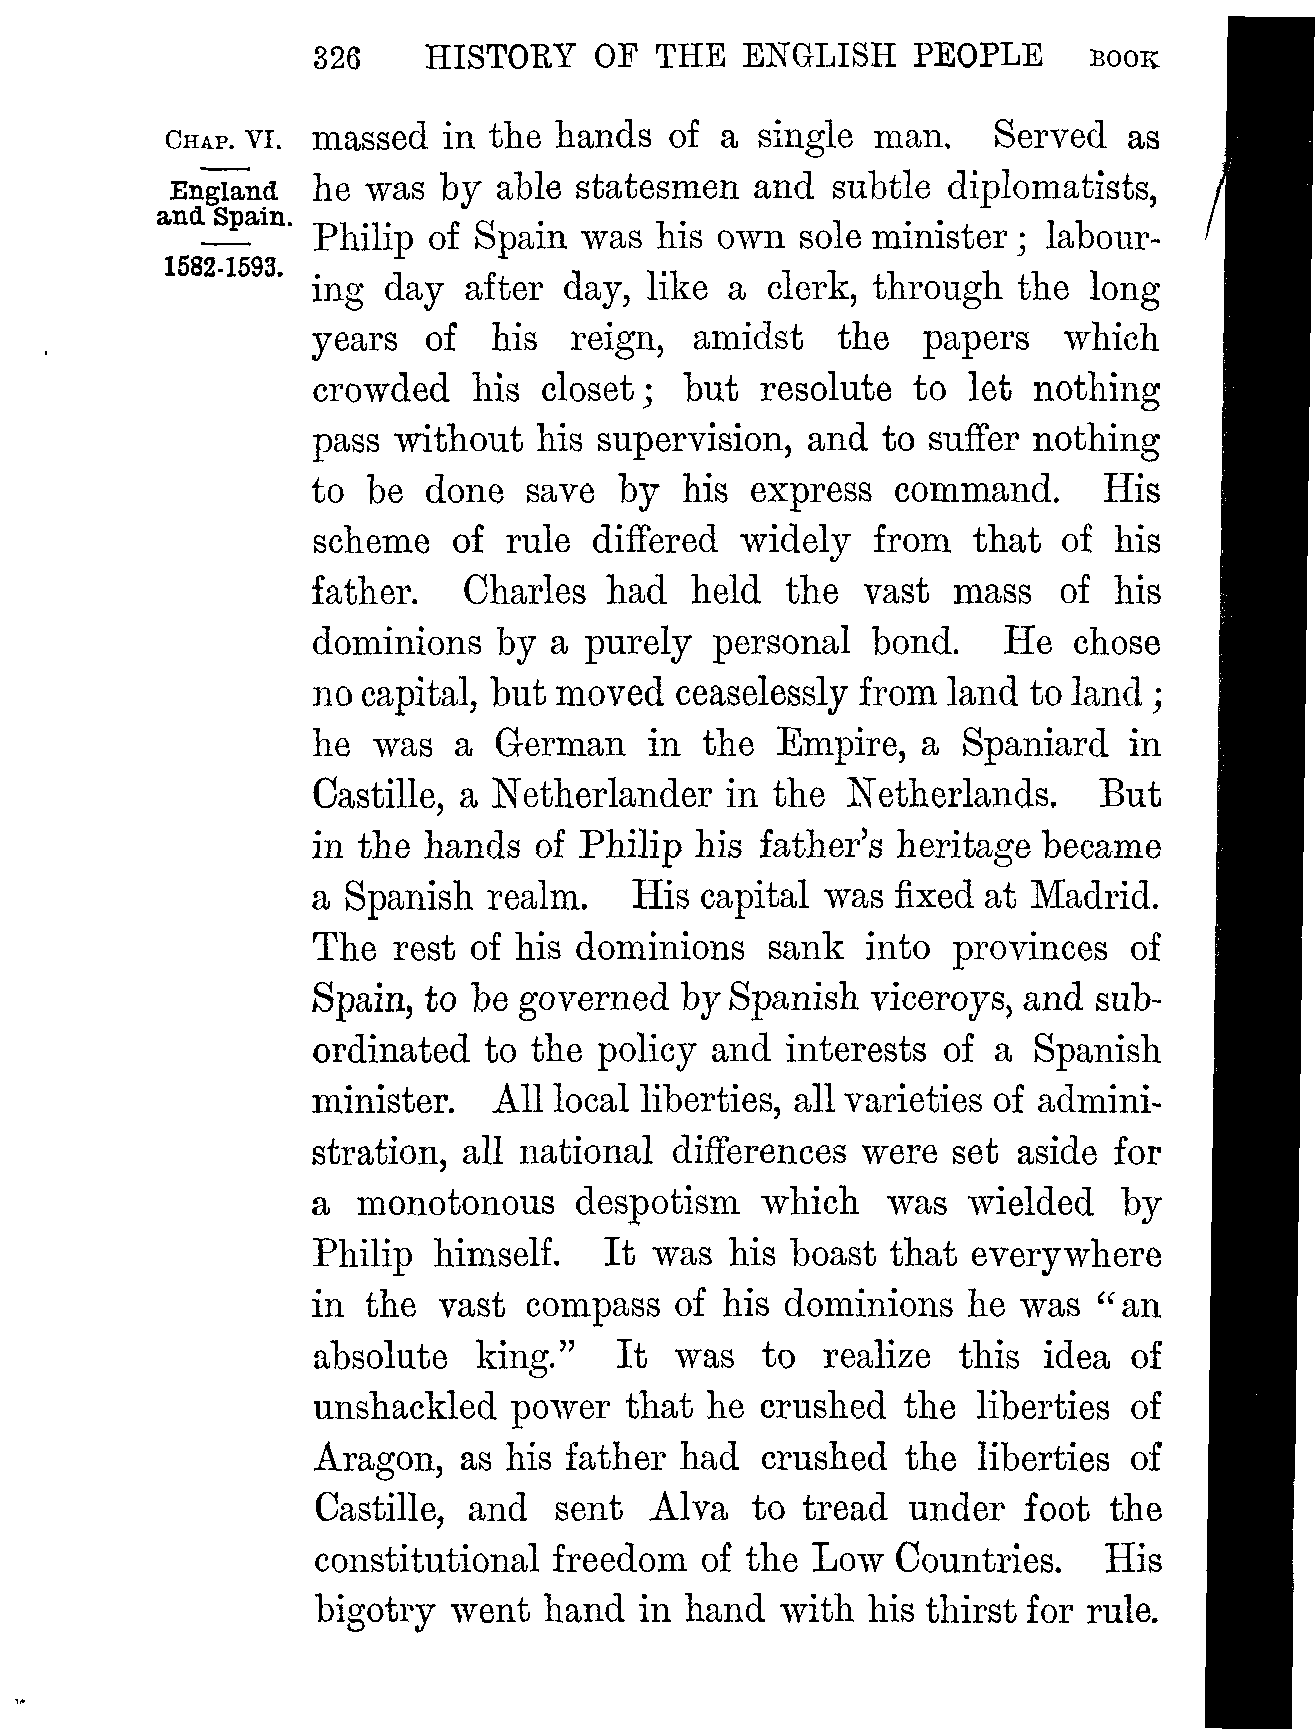 326 HISTORY OF THE ENGLISH PEOPLE BOOK
CHAP. VI.
England
and Spain.
1582-1593.
massed in the hands of a single man. Served as
he was by able statesmen and subtle diplomatists,
Philip of Spain was his own sole minister; labour-
ing day after day, like a clerk, through the long
years of his reign, amidst the papers which
crowded his closet; but resolute to let nothing
pass without his supervision, and to suffer nothing
to be done save by his express command. His
scheme of rule differed widely from that of his
father. Charles had held the vast mass of his
dominions by a purely personal bond. He chose
no capital, but moved ceaselessly from land to land;
he was a German in the Empire, a Spaniard in
Castille, a Netherlander in the Netherlands. But
in the hands of Philip his father's heritage became
a Spanish realm. His capital was fixed at Madrid.
The rest of his dominions sank into provinces of
Spain, to be governed by Spanish viceroys, and sub-
ordinated to the policy and interests of a Spanish
minister. All local liberties, all varieties of admini-
stration, all national differences were set aside for
a monotonous despotism which was wielded by
Philip himself. It was his boast that everywhere
in the vast compass of his dominions he was "an
absolute king." It was to realize this idea of
unshackled power that he crushed the liberties of
Aragon, as his father had crushed the liberties of
Castille, and sent Alva to tread under foot the
constitutional freedom of the Low Countries. His
bigotry went hand in hand with his thirst for rule.